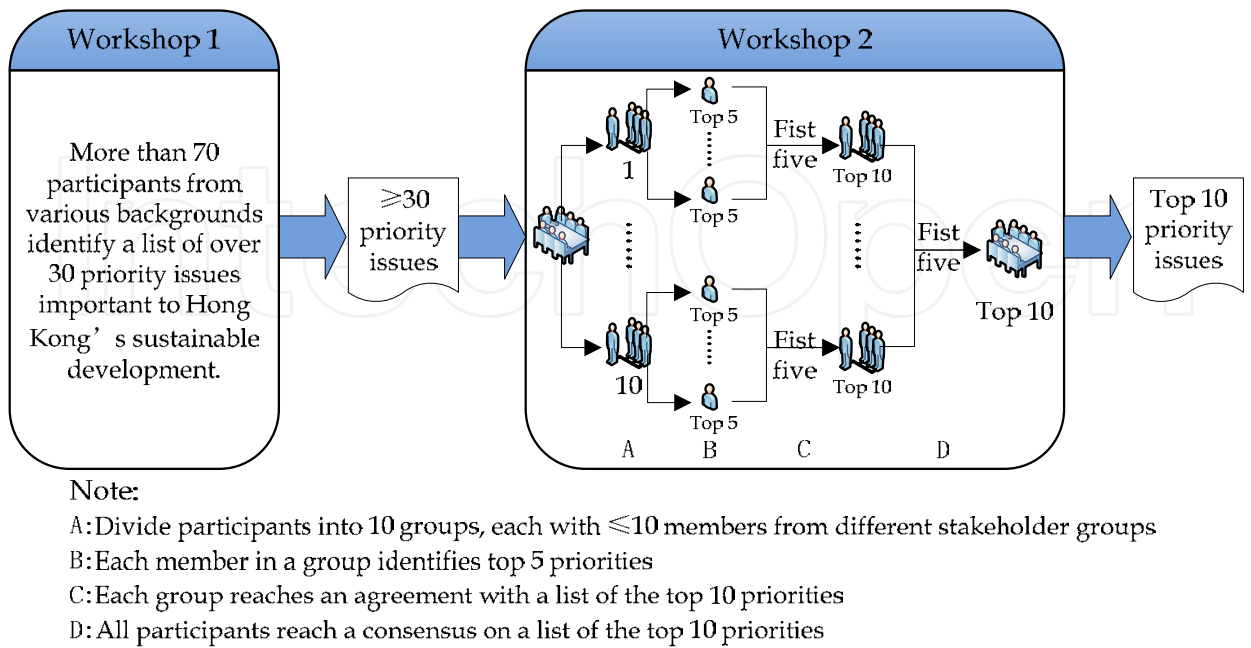 Workshop 1
More than 70
participants from
various backgrounds
identify a list of over
30 priority issues
important to Hong
Kong’s sustainable
development.
≥30
priority
issues
Workshop 2
1
10
Top 5
Top 5
Top 5
Top 5
Fist
five
Fist
five
Top 10
Top 10
Fist
five
Top 10
A
B
C
D
Top 10
priority
issues
IntechOpen
Note:
A:Divide participants into 10 groups, each with ≤10 members from different stakeholder groups
B:Each member in a group identifies top 5 priorities
C:Each group reaches an agreement with a list of the top 10 priorities
D:All participants reach a consensus on a list of the top 10 priorities